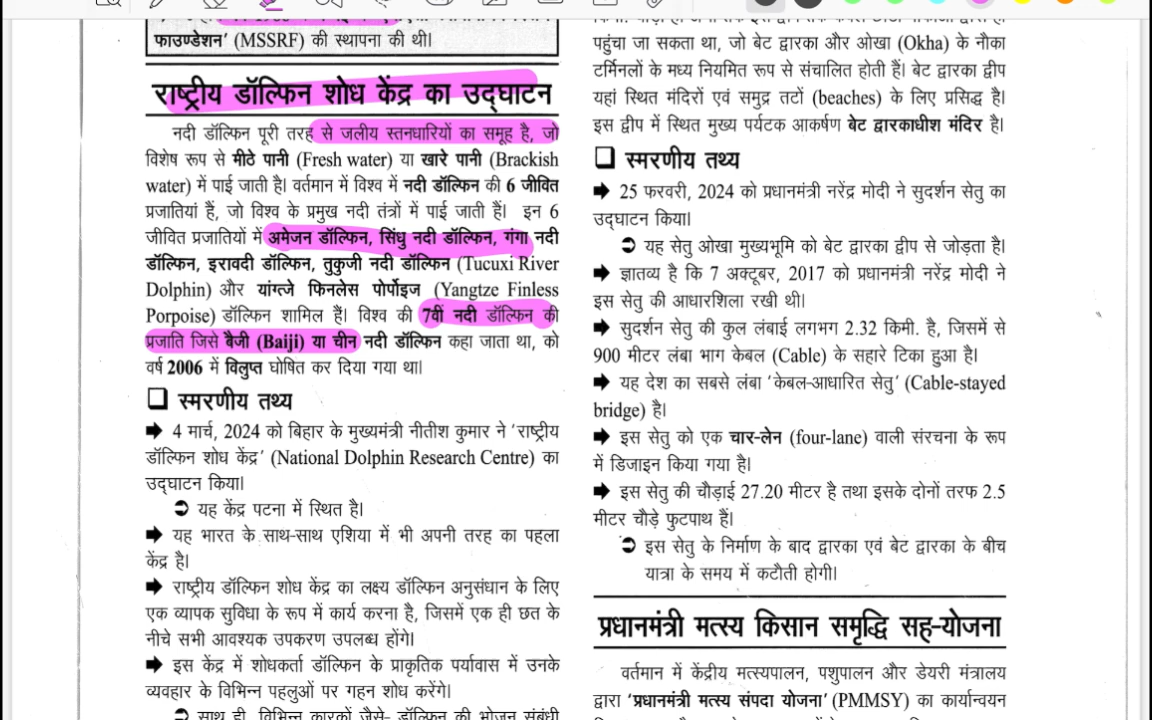 फाउण्डेशन’ (MSSRF) की स्थापना की थी।
राष्ट्रीय डॉल्फिन शोध केंद्र का उद्घाटन
नदी डॉल्फिन पूरी तरह से जलीय स्तनधारियों का समूह है, जो
विशेष रूप से मीठे पानी (Fresh water) या खारे पानी (Brackish
water) में पाई जाती है। वर्तमान में विश्व में नदी डॉल्फिन की 6 जीवित
प्रजातियां हैं, जो विश्व के प्रमुख नदी तंत्रों में पाई जाती हैं। इन 6
जीवित प्रजातियों में अमेजन डॉल्फिन, सिंधु नदी डॉल्फिन, गंगा नदी
डॉल्फिन, इरावदी डॉल्फिन, तुकुजी नदी डॉल्फिन (Tucuxi River
Dolphin) और यांग्त्जे फिनलेस पोर्पोइज (Yangtze Finless
Porpoise) डॉल्फिन शामिल हैं। विश्व की 7वीं नदी डॉल्फिन की
प्रजाति जिसे बैजी (Baiji) या चीन नदी डॉल्फिन कहा जाता था, को
वर्ष 2006 में विलुप्त घोषित कर दिया गया था।
❑ स्मरणीय तथ्य
➡ 4 मार्च, 2024 को बिहार के मुख्यमंत्री नीतीश कुमार ने ‘राष्ट्रीय
डॉल्फिन शोध केंद्र’ (National Dolphin Research Centre) का
उद्घाटन किया।
➲ यह केंद्र पटना में स्थित है।
➡ यह भारत के साथ-साथ एशिया में भी अपनी तरह का पहला
केंद्र है।
➡ राष्ट्रीय डॉल्फिन शोध केंद्र का लक्ष्य डॉल्फिन अनुसंधान के लिए
एक व्यापक सुविधा के रूप में कार्य करना है, जिसमें एक ही छत के
नीचे सभी आवश्यक उपकरण उपलब्ध होंगे।
➡ इस केंद्र में शोधकर्ता डॉल्फिन के प्राकृतिक पर्यावास में उनके
व्यवहार के विभिन्न पहलुओं पर गहन शोध करेंगे।
➲ साथ ही, विभिन्न कारकों जैसे- डॉल्फिन की भोजन संबंधी
पहुंचा जा सकता था, जो बेट द्वारका और ओखा (Okha) के नौका
टर्मिनलों के मध्य नियमित रूप से संचालित होती हैं। बेट द्वारका द्वीप
यहां स्थित मंदिरों एवं समुद्र तटों (beaches) के लिए प्रसिद्ध है।
इस द्वीप में स्थित मुख्य पर्यटक आकर्षण बेट द्वारकाधीश मंदिर है।
❑ स्मरणीय तथ्य
➡ 25 फरवरी, 2024 को प्रधानमंत्री नरेंद्र मोदी ने सुदर्शन सेतु का
उद्घाटन किया।
➲ यह सेतु ओखा मुख्यभूमि को बेट द्वारका द्वीप से जोड़ता है।
➡ ज्ञातव्य है कि 7 अक्टूबर, 2017 को प्रधानमंत्री नरेंद्र मोदी ने
इस सेतु की आधारशिला रखी थी।
➡ सुदर्शन सेतु की कुल लंबाई लगभग 2.32 किमी. है, जिसमें से
900 मीटर लंबा भाग केबल (Cable) के सहारे टिका हुआ है।
➡ यह देश का सबसे लंबा ‘केबल-आधारित सेतु’ (Cable-stayed
bridge) है।
➡ इस सेतु को एक चार-लेन (four-lane) वाली संरचना के रूप
में डिजाइन किया गया है।
➡ इस सेतु की चौड़ाई 27.20 मीटर है तथा इसके दोनों तरफ 2.5
मीटर चौड़े फुटपाथ हैं।
➲ इस सेतु के निर्माण के बाद द्वारका एवं बेट द्वारका के बीच
यात्रा के समय में कटौती होगी।
प्रधानमंत्री मत्स्य किसान समृद्धि सह-योजना
वर्तमान में केंद्रीय मत्स्यपालन, पशुपालन और डेयरी मंत्रालय
द्वारा ‘प्रधानमंत्री मत्स्य संपदा योजना’ (PMMSY) का कार्यान्वयन